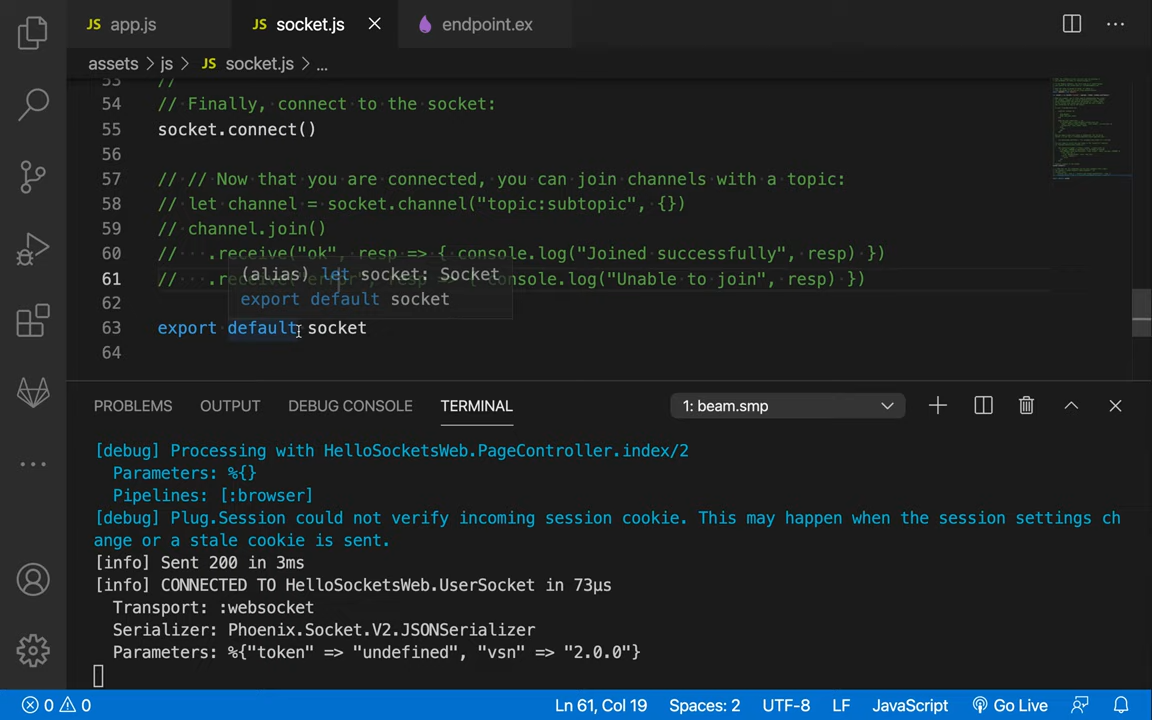 JS app.js
JS socket.js
endpoint.ex
assets > js > JS socket.js > ...
53 //
54 // Finally, connect to the socket:
55 socket.connect()
56
57 // // Now that you are connected, you can join channels with a topic:
58 // let channel = socket.channel("topic:subtopic", {})
59 // channel.join()
60 // .receive("ok", resp => { console.log("Joined successfully", resp) })
61 // .receive("error", resp => { console.log("Unable to join", resp) })
(alias) let socket: Socket
export default socket
62
63 export default socket
64
PROBLEMS OUTPUT DEBUG CONSOLE TERMINAL 1: beam.smp
[debug] Processing with HelloSocketsWeb.PageController.index/2
Parameters: %{}
Pipelines: [:browser]
[debug] Plug.Session could not verify incoming session cookie. This may happen when the session settings ch
ange or a stale cookie is sent.
[info] Sent 200 in 3ms
[info] CONNECTED TO HelloSocketsWeb.UserSocket in 73µs
Transport: :websocket
Serializer: Phoenix.Socket.V2.JSONSerializer
Parameters: %{"token" => "undefined", "vsn" => "2.0.0"}
0 0 Ln 61, Col 19 Spaces: 2 UTF-8 LF JavaScript Go Live